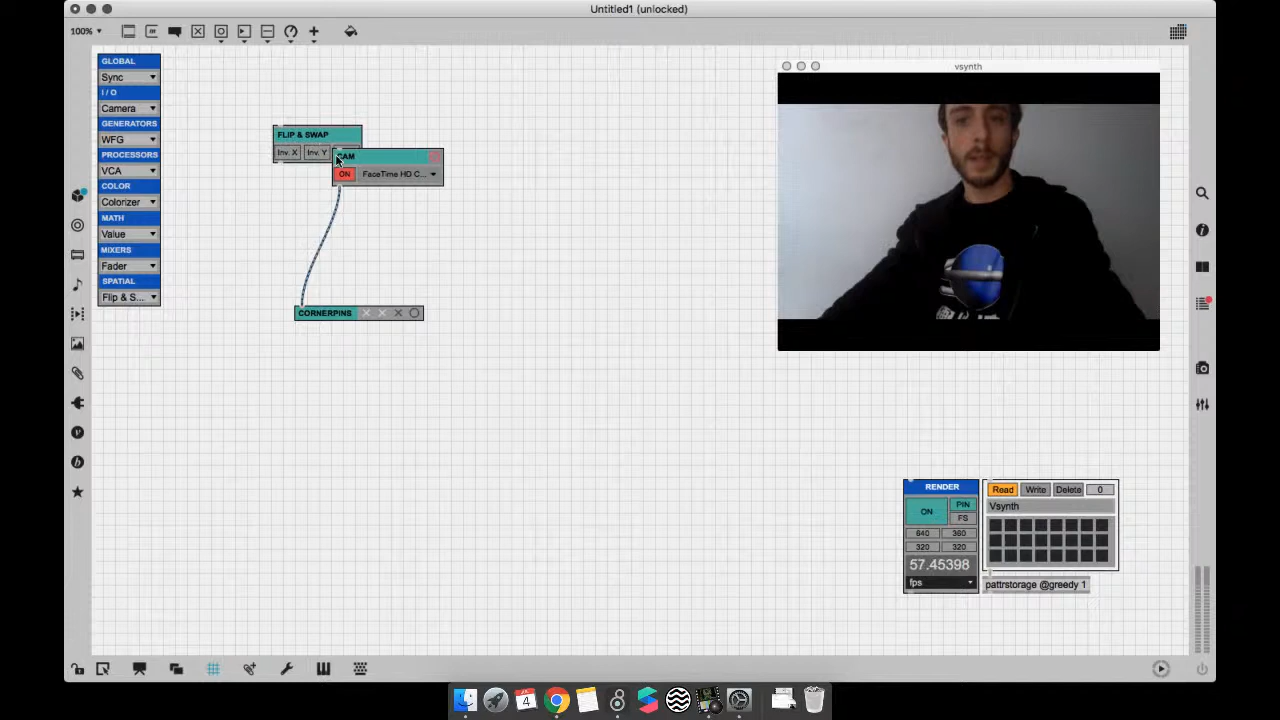 Untitled1 (unlocked)
100%
GLOBAL
Sync
I / O
Camera
GENERATORS
WFG
PROCESSORS
VCA
COLOR
Colorizer
MATH
Value
MIXERS
Fader
SPATIAL
Flip & S...
FLIP & SWAP
Inv. X
Inv. Y
CAM
ON
FaceTime HD C...
CORNERPINS
vsynth
RENDER
ON
PIN
FS
640
360
320
320
57.45398
fps
Read
Write
Delete
0
Vsynth
pattrstorage @greedy 1
4